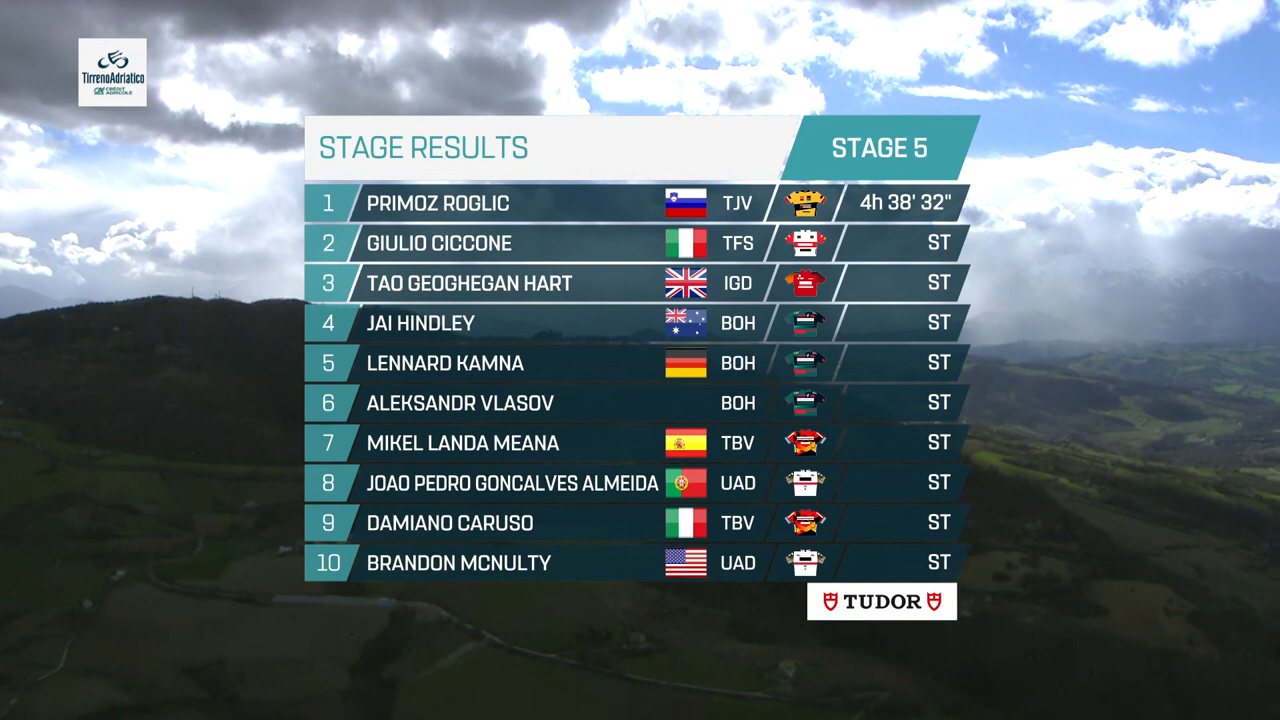 TirrenoAdriatico
CRÉDIT
AGRICOLE
STAGE RESULTS STAGE 5
1 PRIMOZ ROGLIC TJV 4h 38' 32"
2 GIULIO CICCONE TFS ST
3 TAO GEOGHEGAN HART IGD ST
4 JAI HINDLEY BOH ST
5 LENNARD KAMNA BOH ST
6 ALEKSANDR VLASOV BOH ST
7 MIKEL LANDA MEANA TBV ST
8 JOAO PEDRO GONCALVES ALMEIDA UAD ST
9 DAMIANO CARUSO TBV ST
10 BRANDON MCNULTY UAD ST
TUDOR